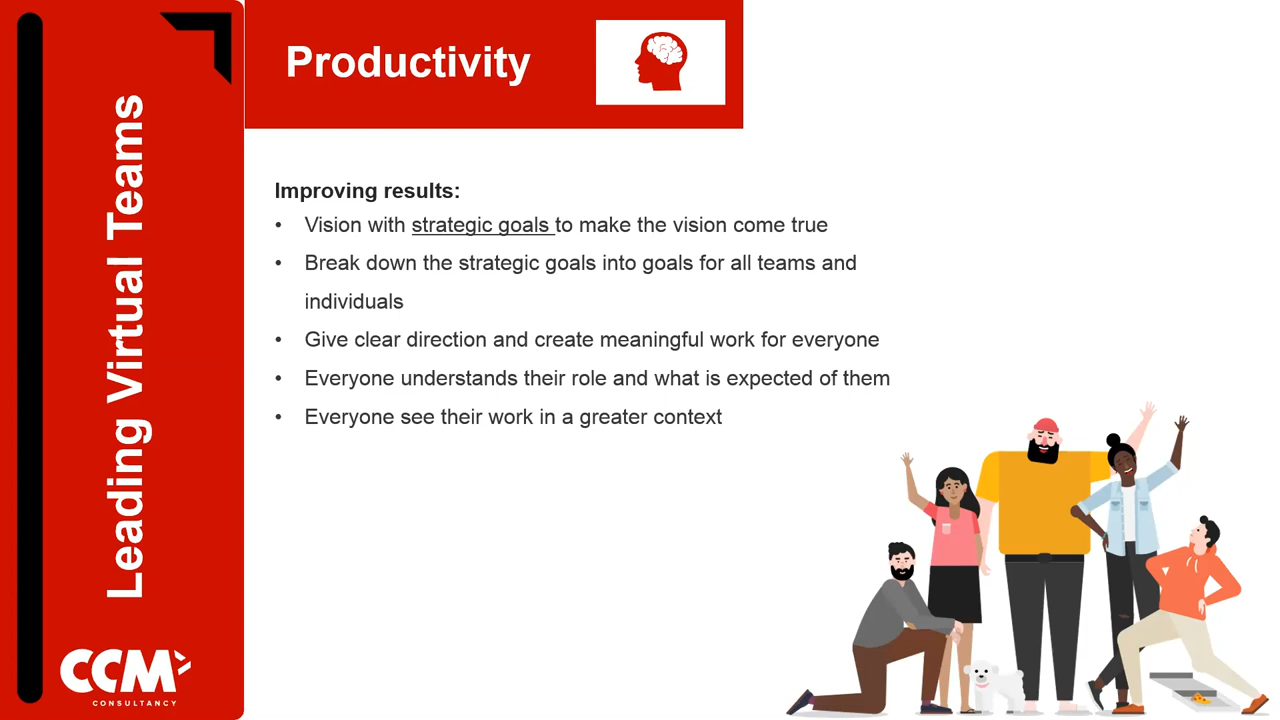 Leading Virtual Teams
CCM
CONSULTANCY
Productivity
Improving results:
• Vision with strategic goals to make the vision come true
• Break down the strategic goals into goals for all teams and
individuals
• Give clear direction and create meaningful work for everyone
• Everyone understands their role and what is expected of them
• Everyone see their work in a greater context